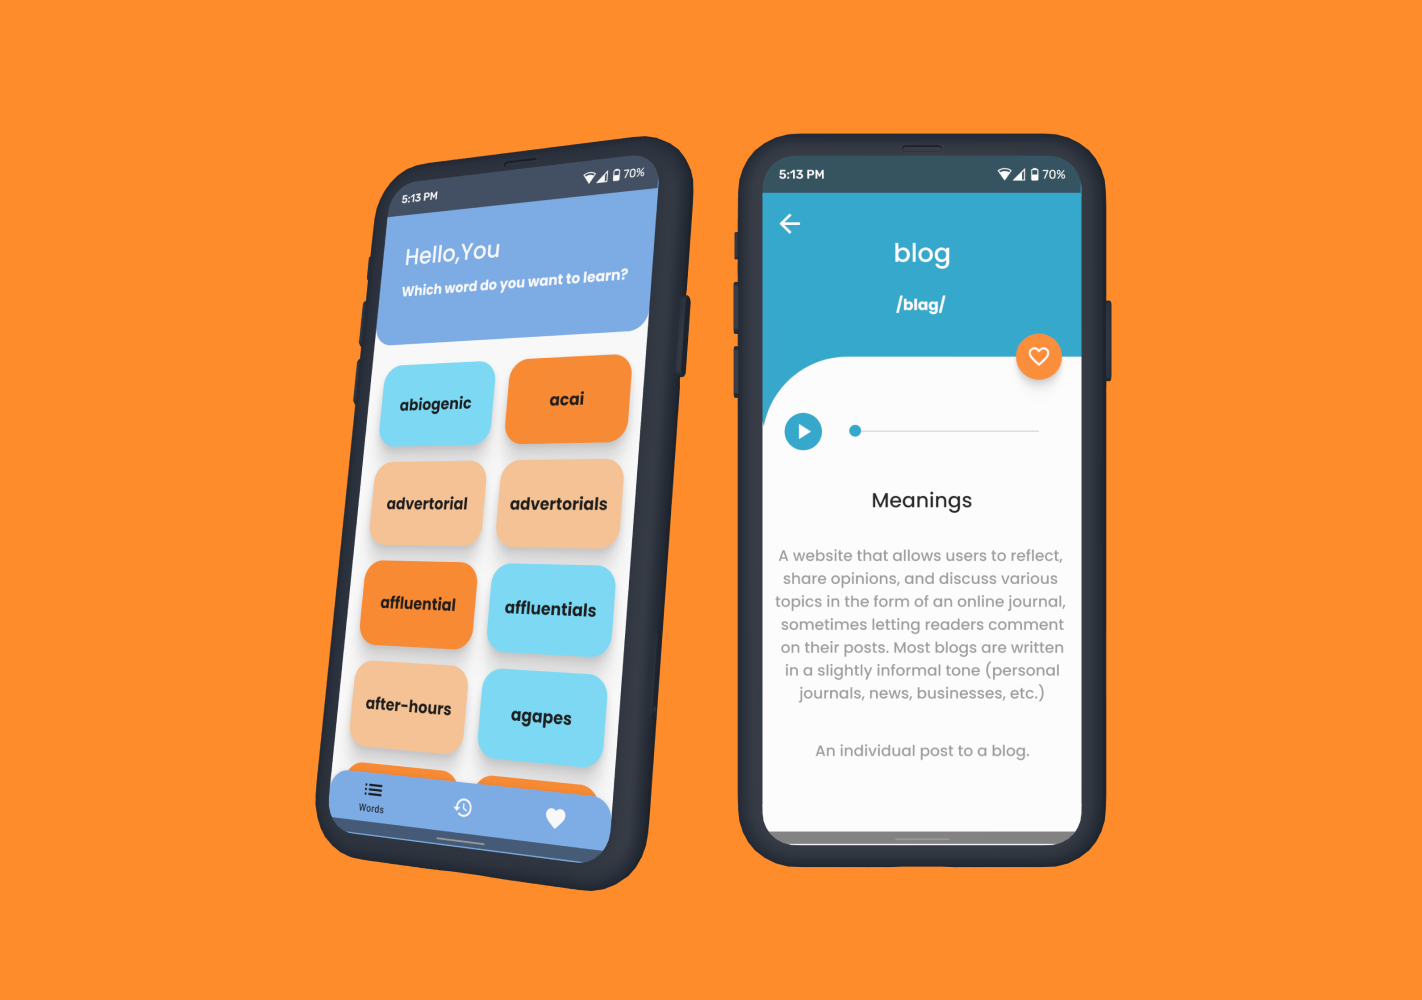 5:13 PM
70%
Hello,You
Which word do you want to learn?
abiogenic
acai
advertorial
advertorials
affluential
affluentials
after-hours
agapes
Words
5:13 PM
70%
blog
/blag/
Meanings
A website that allows users to reflect,
share opinions, and discuss various
topics in the form of an online journal,
sometimes letting readers comment
on their posts. Most blogs are written
in a slightly informal tone (personal
journals, news, businesses, etc.)
An individual post to a blog.